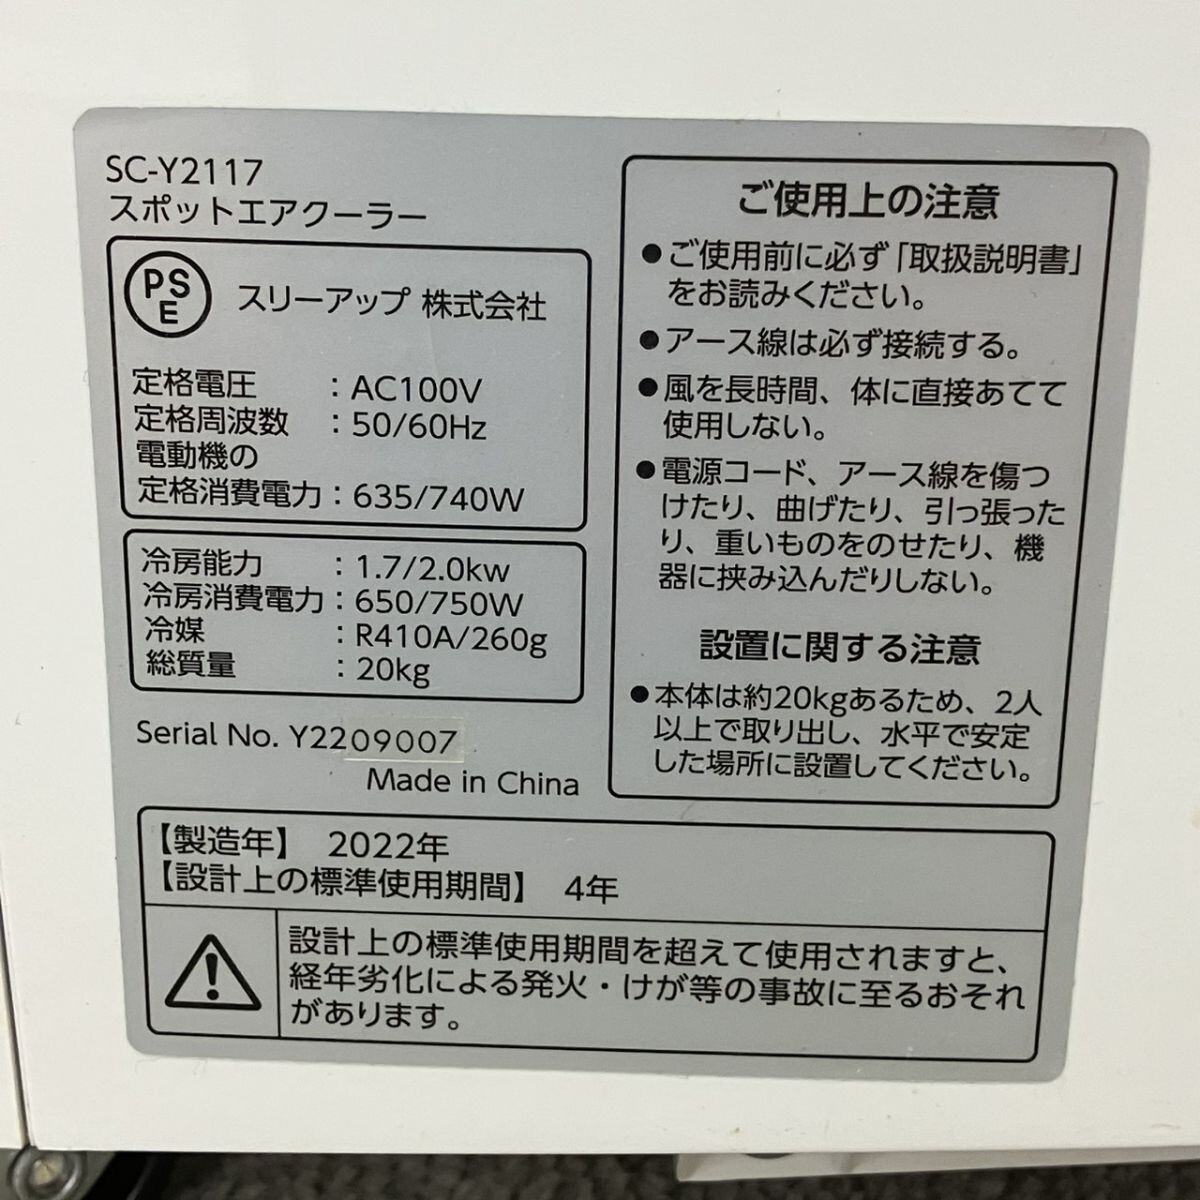 SC-Y2117
スポットエアクーラー
PS
E
スリーアップ 株式会社
定格電圧 : AC100V
定格周波数 : 50/60Hz
電動機の
定格消費電力 : 635/740W
冷房能力 : 1.7/2.0kw
冷房消費電力 : 650/750W
冷媒 : R410A/260g
総質量 : 20kg
Serial No. Y2209007
Made in China
ご使用上の注意
●ご使用前に必ず「取扱説明書」
をお読みください。
●アース線は必ず接続する。
●風を長時間、体に直接あてて
使用しない。
●電源コード、アース線を傷つ
けたり、曲げたり、引っ張った
り、重いものをのせたり、機
器に挟み込んだりしない。
設置に関する注意
●本体は約20kgあるため、2人
以上で取り出し、水平で安定
した場所に設置してください。
【製造年】 2022年
【設計上の標準使用期間】 4年
設計上の標準使用期間を超えて使用されますと、
経年劣化による発火・けが等の事故に至るおそれ
があります。